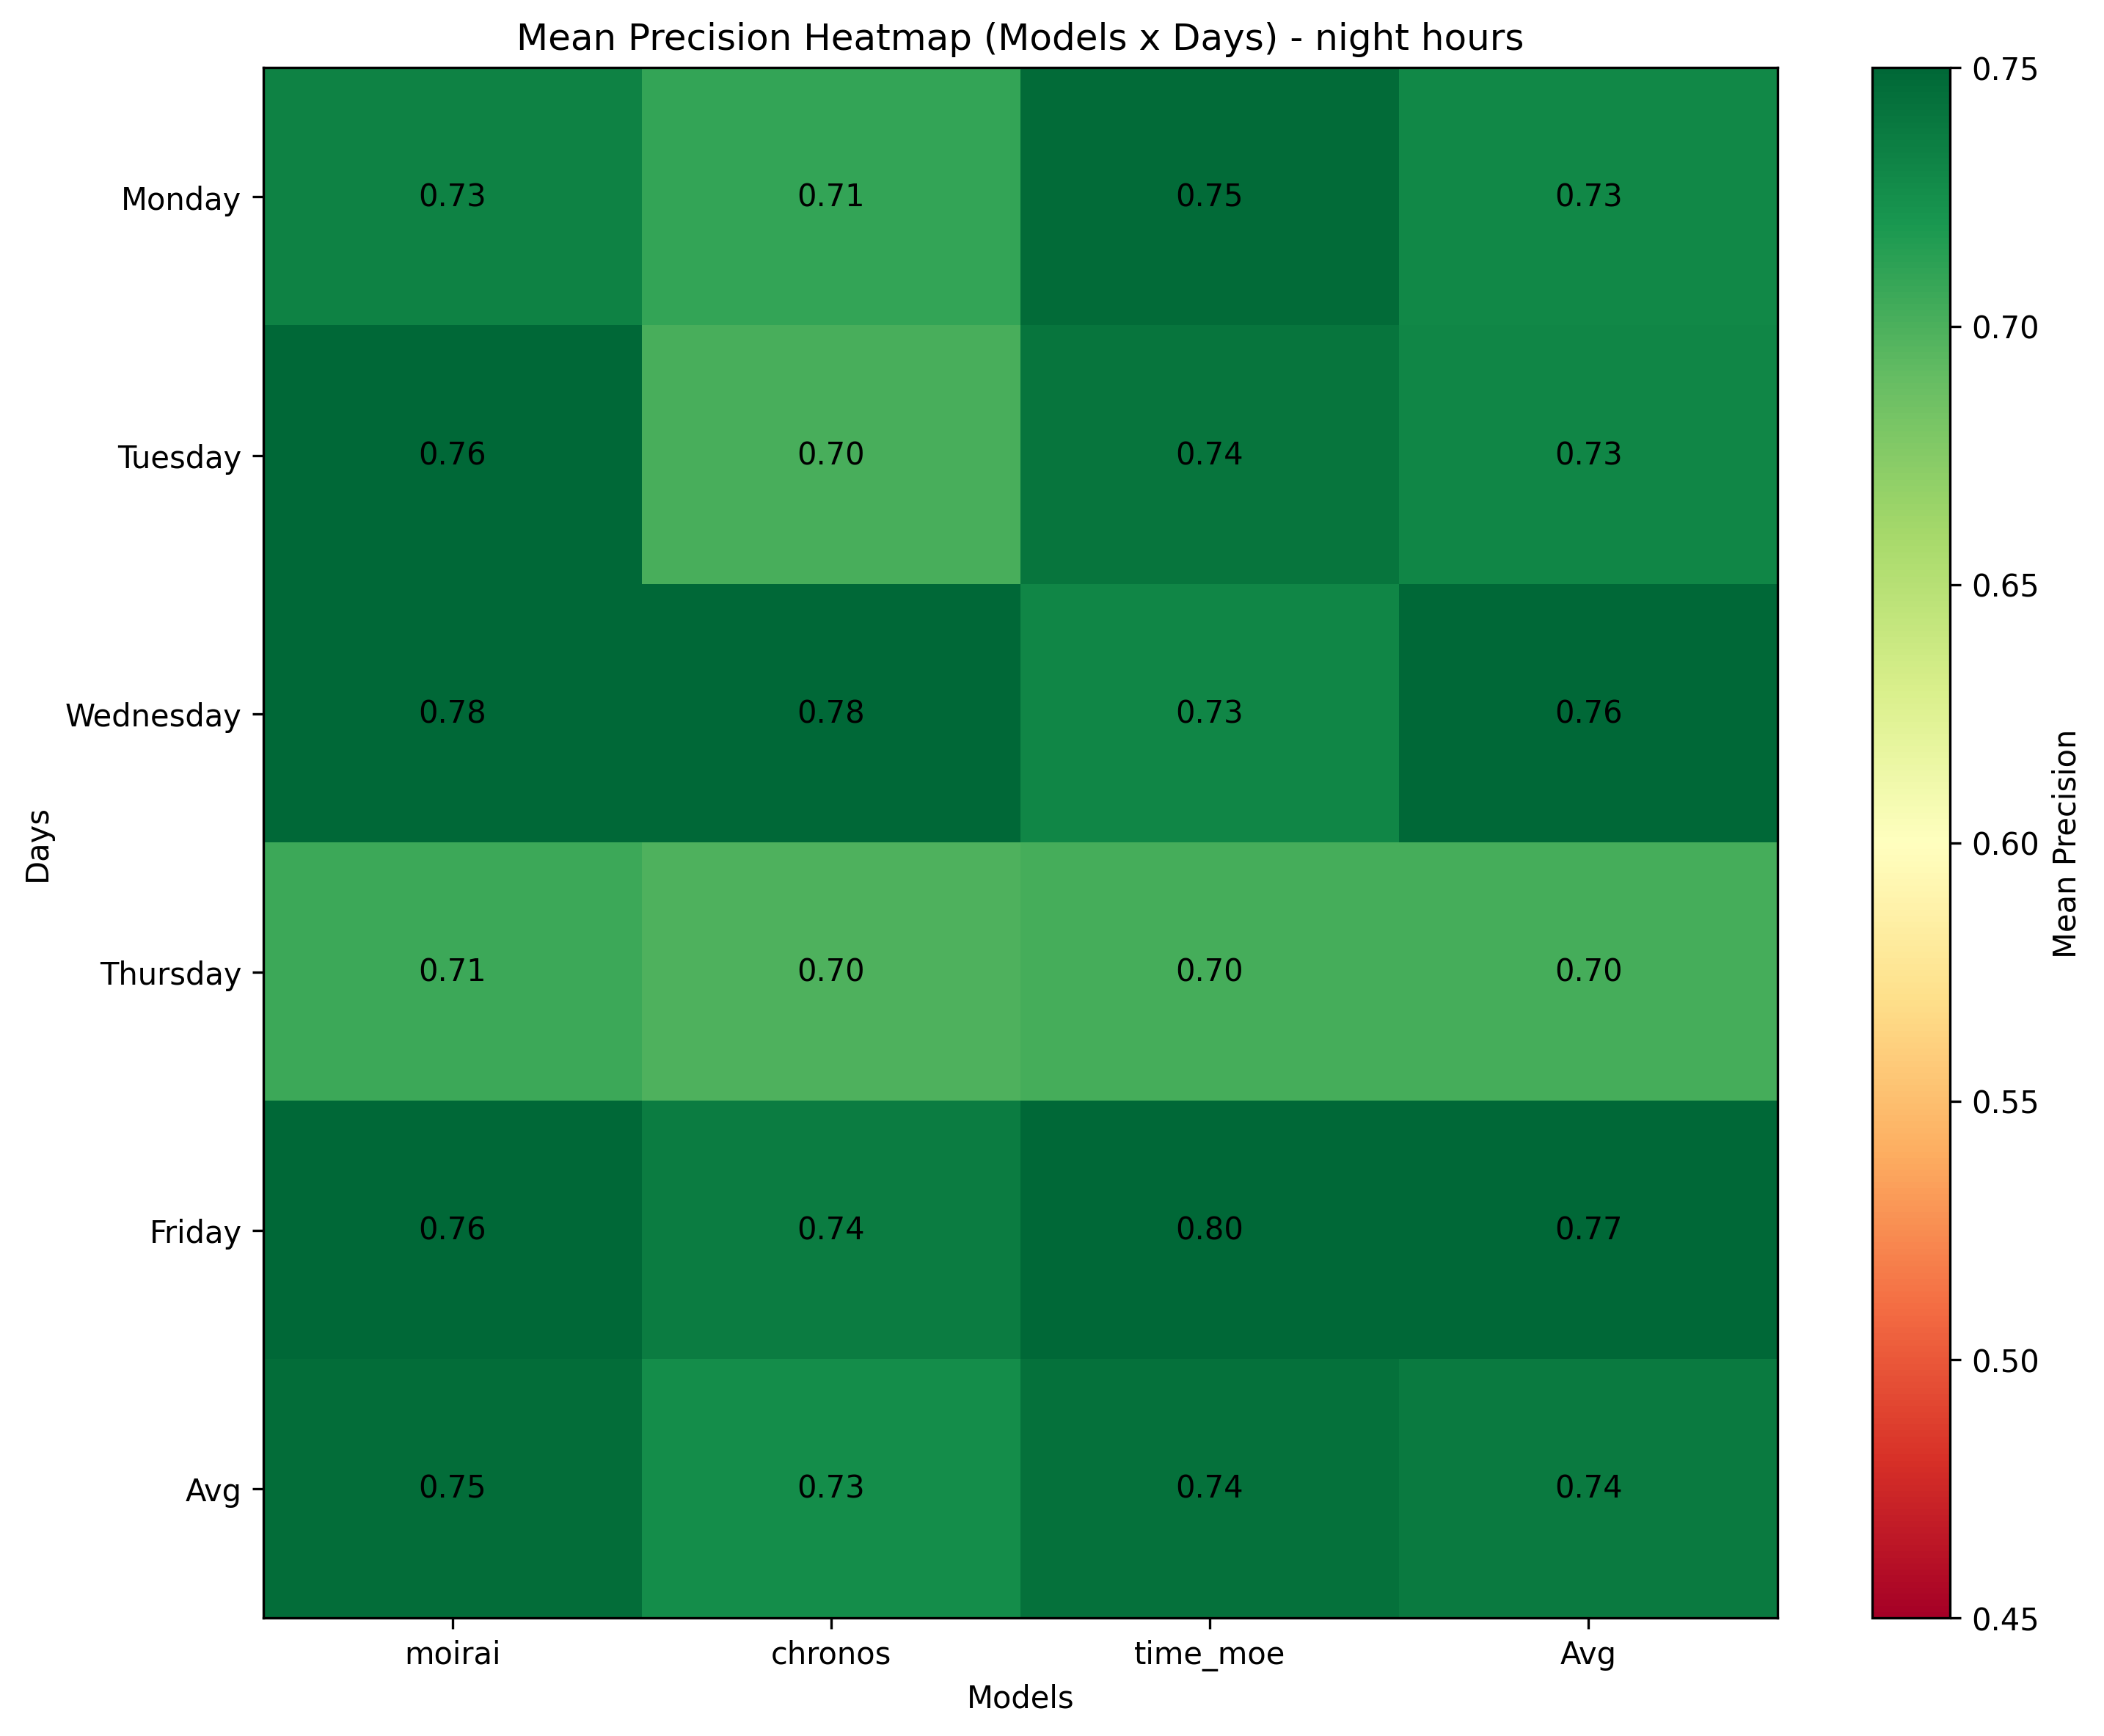 Mean Precision Heatmap (Models x Days) - night hours
Monday 0.73 0.71 0.75 0.73
Tuesday 0.76 0.70 0.74 0.73
Wednesday 0.78 0.78 0.73 0.76
Thursday 0.71 0.70 0.70 0.70
Friday 0.76 0.74 0.80 0.77
Avg 0.75 0.73 0.74 0.74
moirai chronos time_moe Avg
Models
Days
0.75
0.70
0.65
0.60
0.55
0.50
0.45
Mean Precision